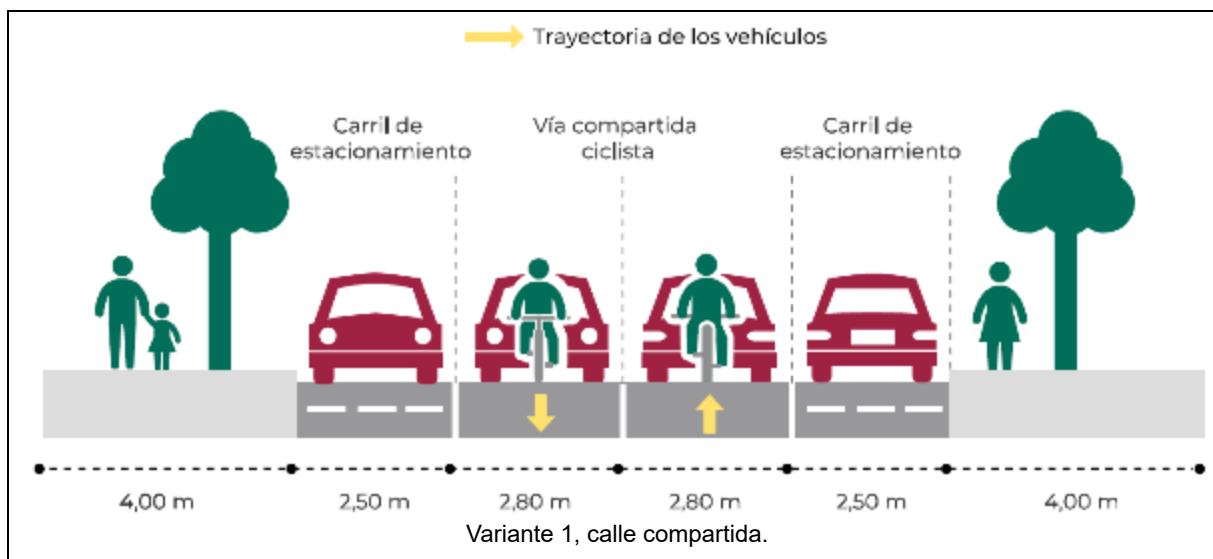 Trayectoria de los vehículos
Carril de
estacionamiento
Vía compartida
ciclista
Carril de
estacionamiento
4,00 m
2,50 m
2,80 m
2,80 m
2,50 m
4,00 m
Variante 1, calle compartida.